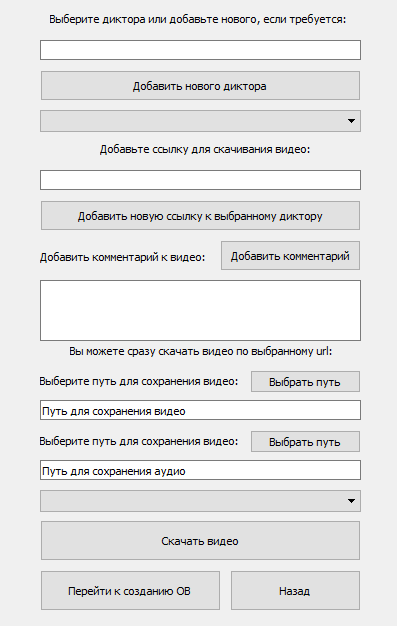 Выберите диктора или добавьте нового, если требуется:
Добавить нового диктора
Добавьте ссылку для скачивания видео:
Добавить новую ссылку к выбранному диктору
Добавить комментарий к видео: Добавить комментарий
Вы можете сразу скачать видео по выбранному url:
Выберите путь для сохранения видео: Выбрать путь
Путь для сохранения видео
Выберите путь для сохранения видео: Выбрать путь
Путь для сохранения аудио
Скачать видео
Перейти к созданию ОВ Назад